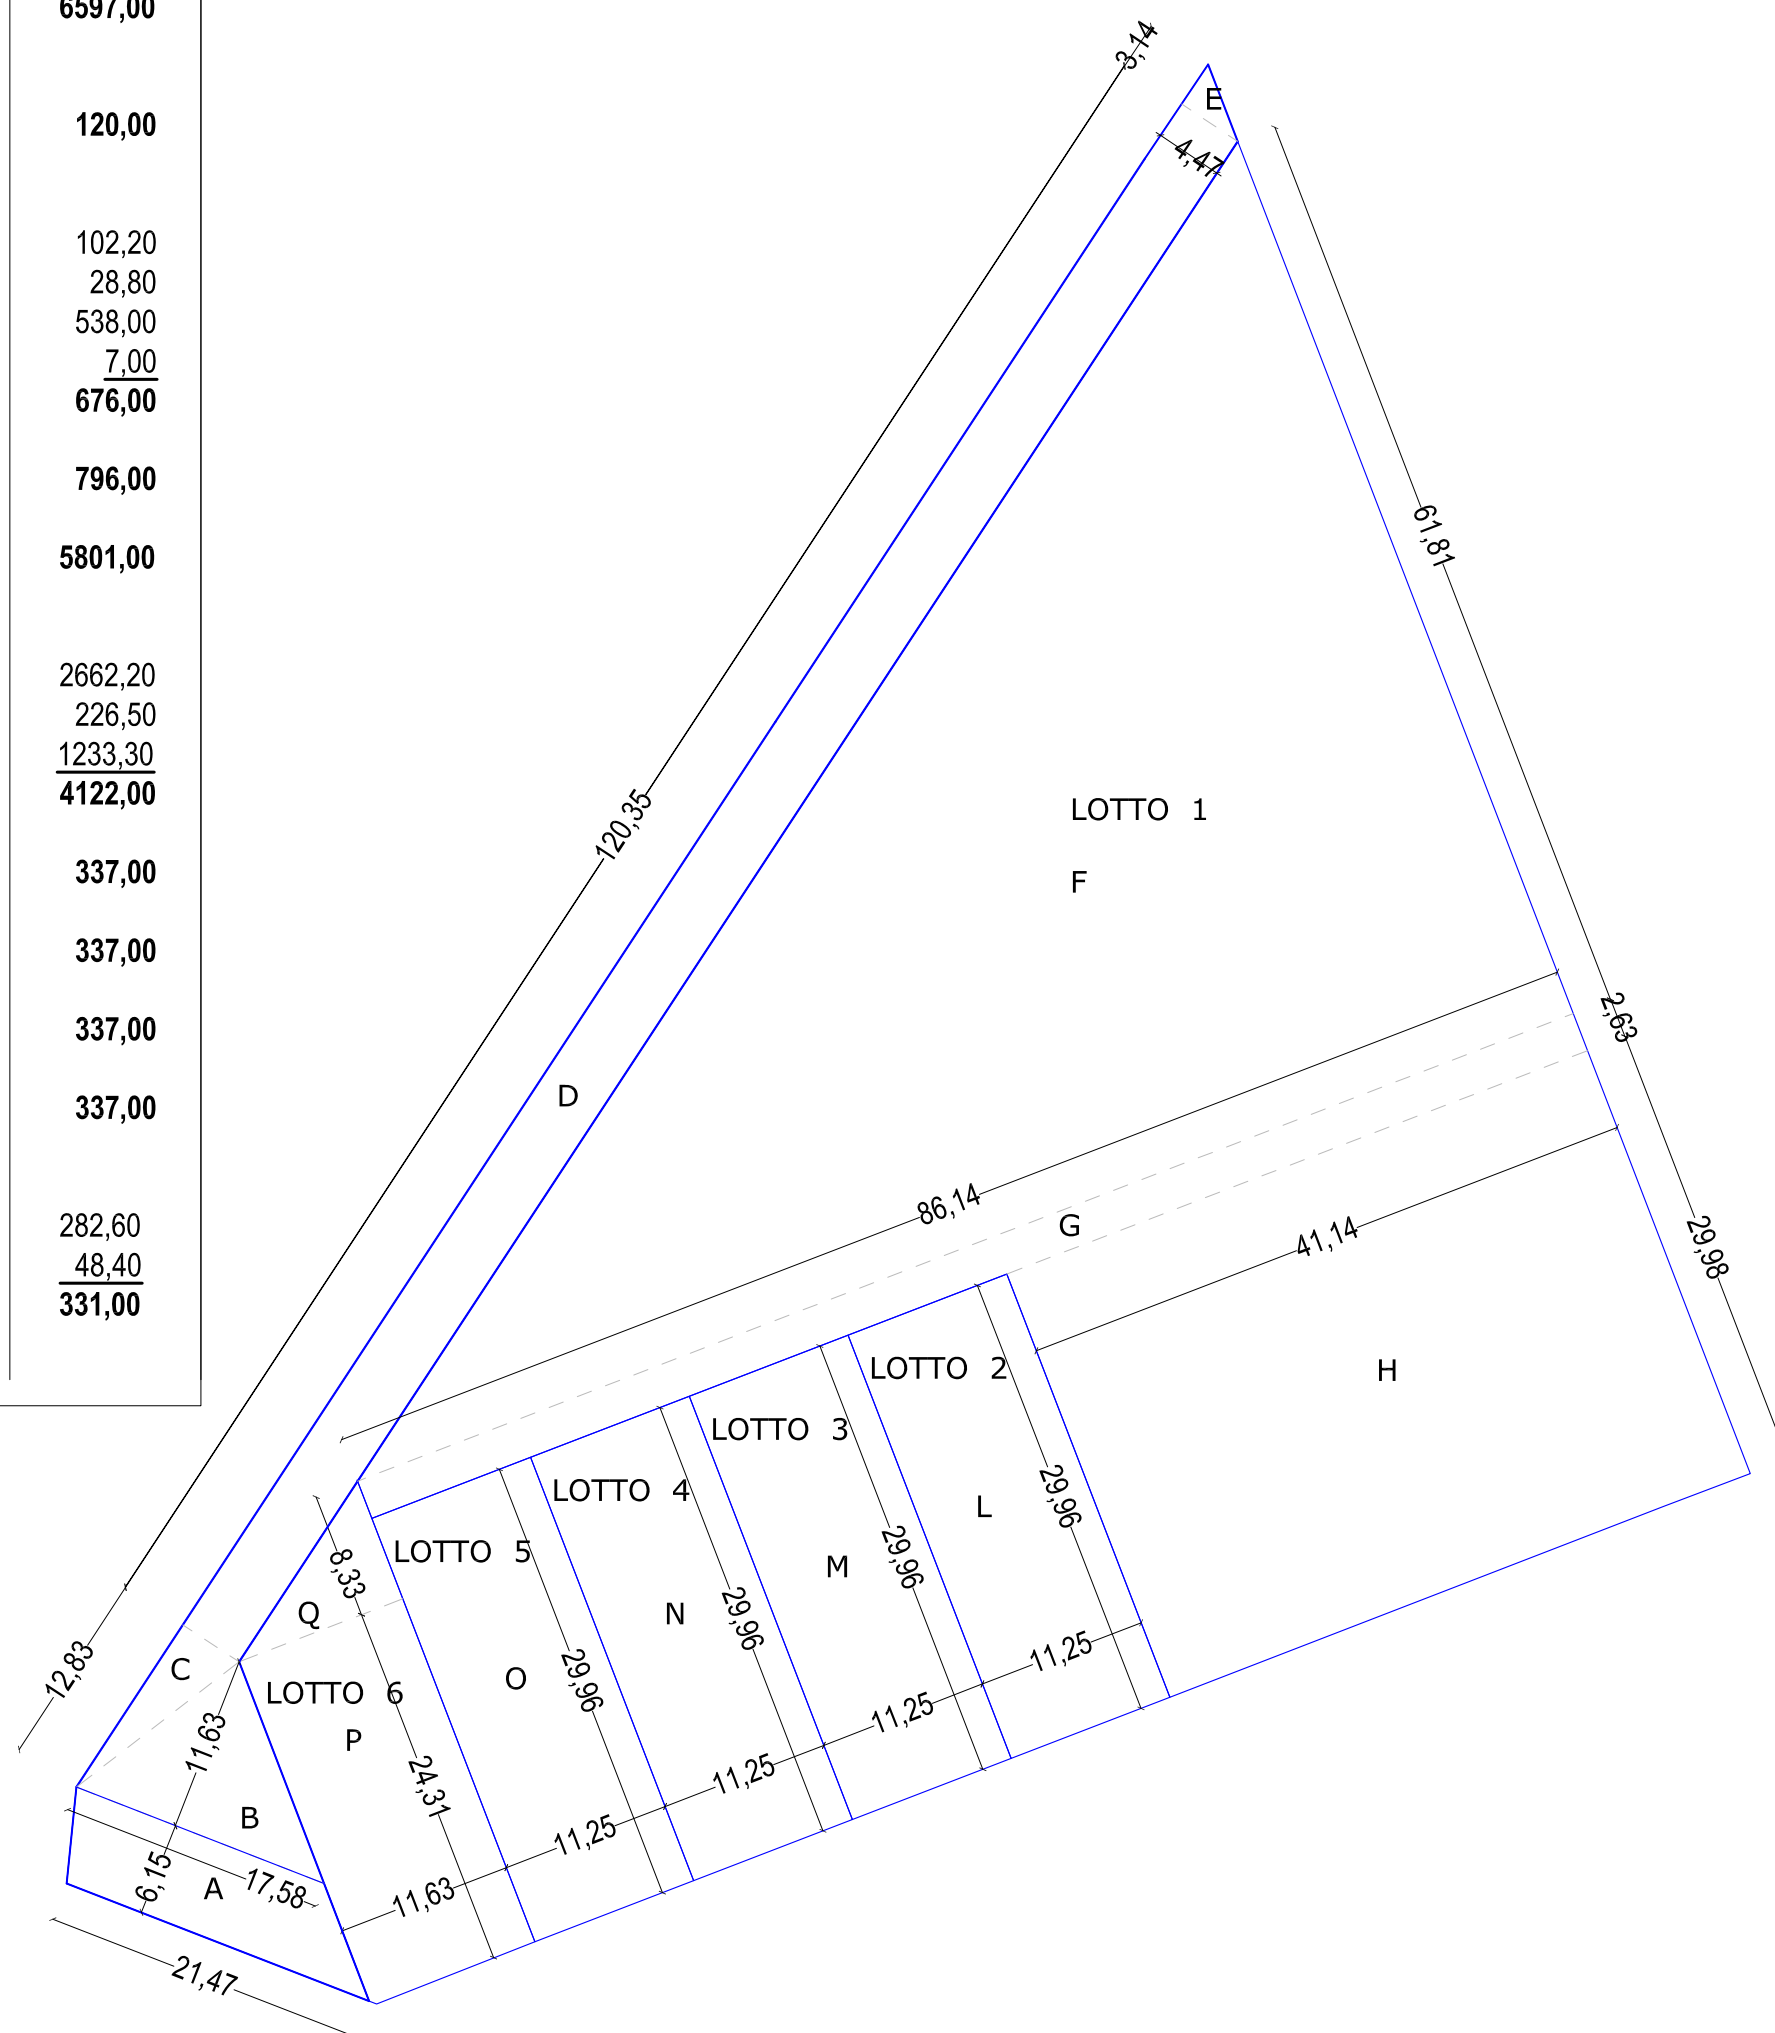 6597,00
120,00
102,20
28,80
538,00
7,00
676,00
796,00
5801,00
2662,20
226,50
1233,30
4122,00
337,00
337,00
337,00
337,00
282,60
48,40
331,00
3,14
E
4,47
61,81
120,35
LOTTO 1
F
2,63
D
86,14
G
41,14
29,98
H
LOTTO 2
LOTTO 3
LOTTO 4
LOTTO 5
L
29,96
M
29,96
N
29,96
O
29,96
8,33
Q
C
12,83
LOTTO 6
P
11,63
24,31
B
A
6,15
17,58
21,47
11,63
11,25
11,25
11,25
11,25